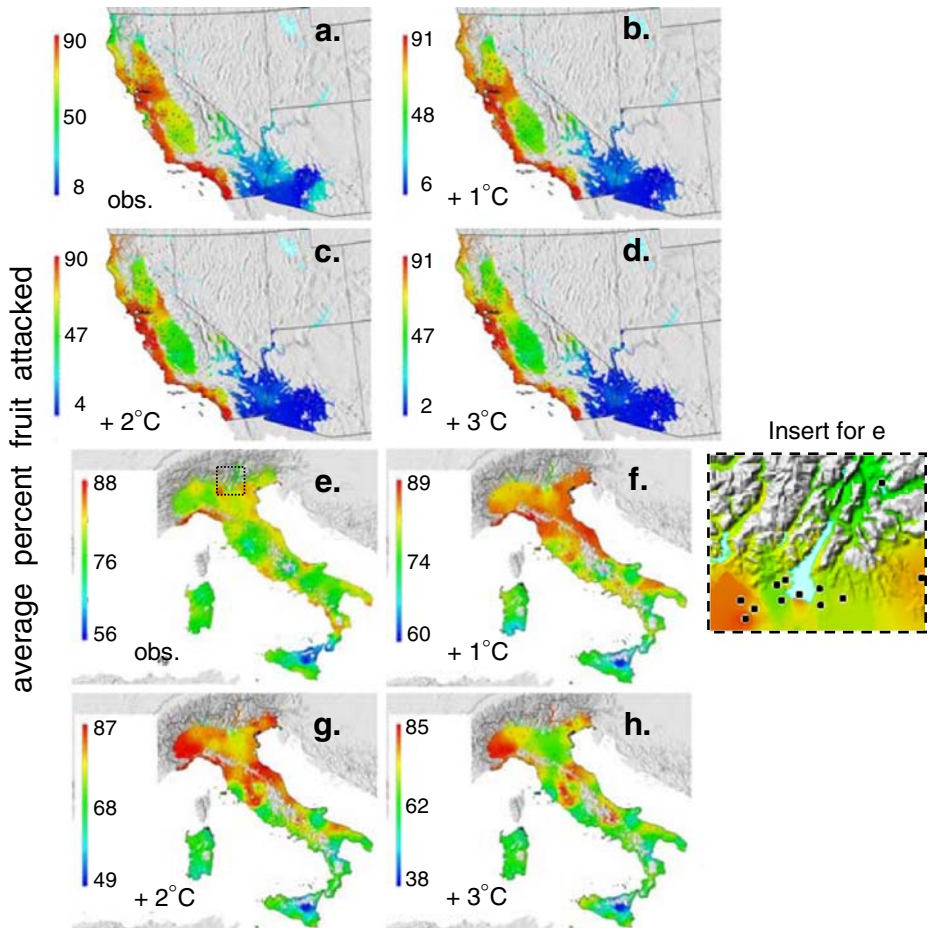 average percent fruit attacked
a.
90
50
8
obs.
b.
91
48
6
+ 1°C
c.
90
47
4
+ 2°C
d.
91
47
2
+ 3°C
e.
88
76
56
obs.
f.
89
74
60
+ 1°C
Insert for e
g.
87
68
49
+ 2°C
h.
85
62
38
+ 3°C